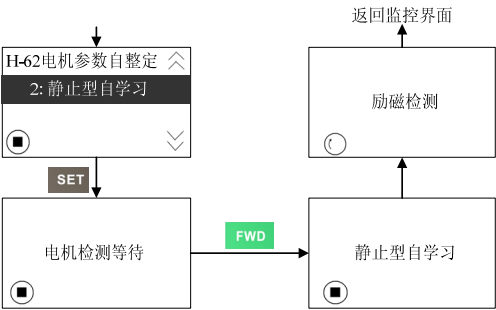 返回监控界面
H-62电机参数自整定
2: 静止型自学习
励磁检测
SET
电机检测等待
FWD
静止型自学习